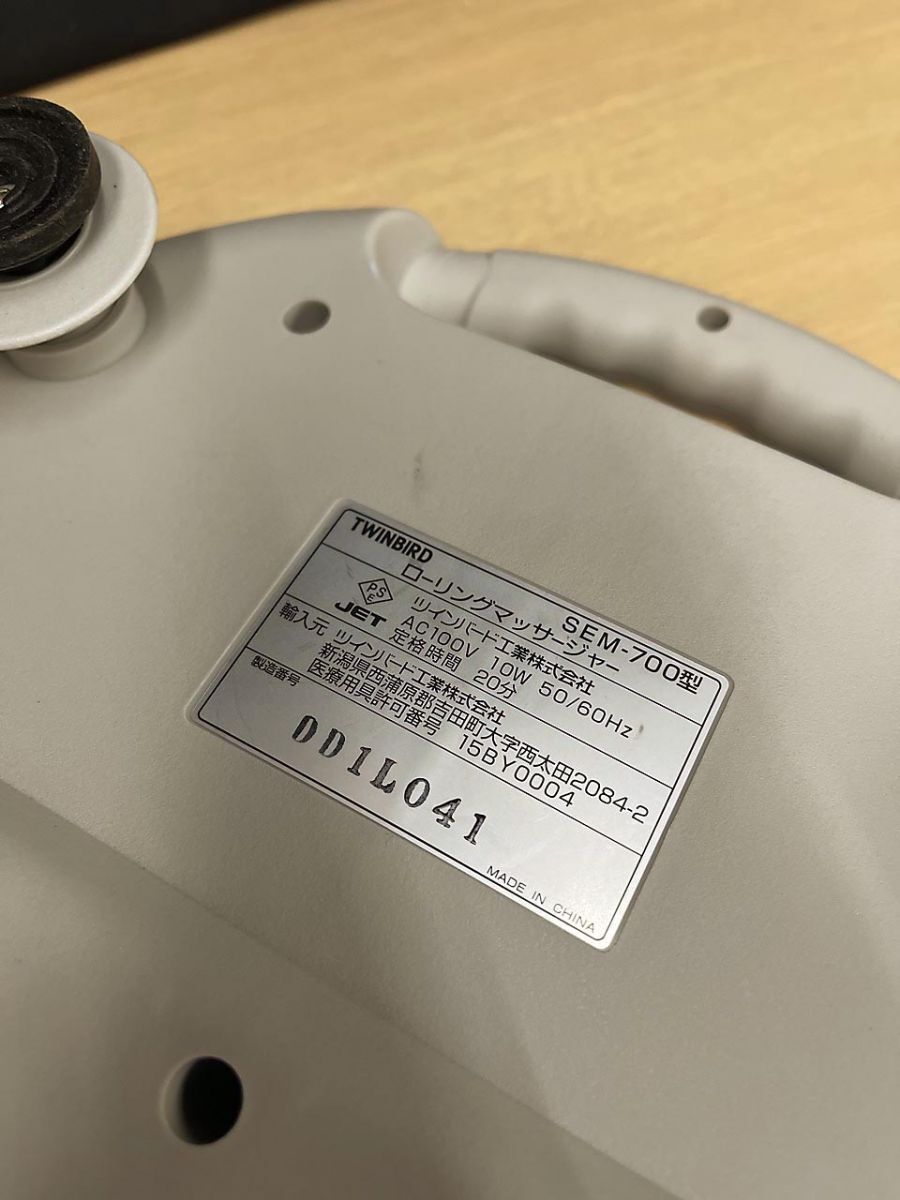 TWINBIRD
ローリングマッサージャー
SEM-700型
PS
E
JET
ツインバード工業株式会社
AC100V 10W 50/60Hz
定格時間 20分
輸入元 ツインバード工業株式会社
新潟県西蒲原郡吉田町大字西太田2084-2
医療用具許可番号 15BY0004
製造番号
DD1L041
MADE IN CHINA